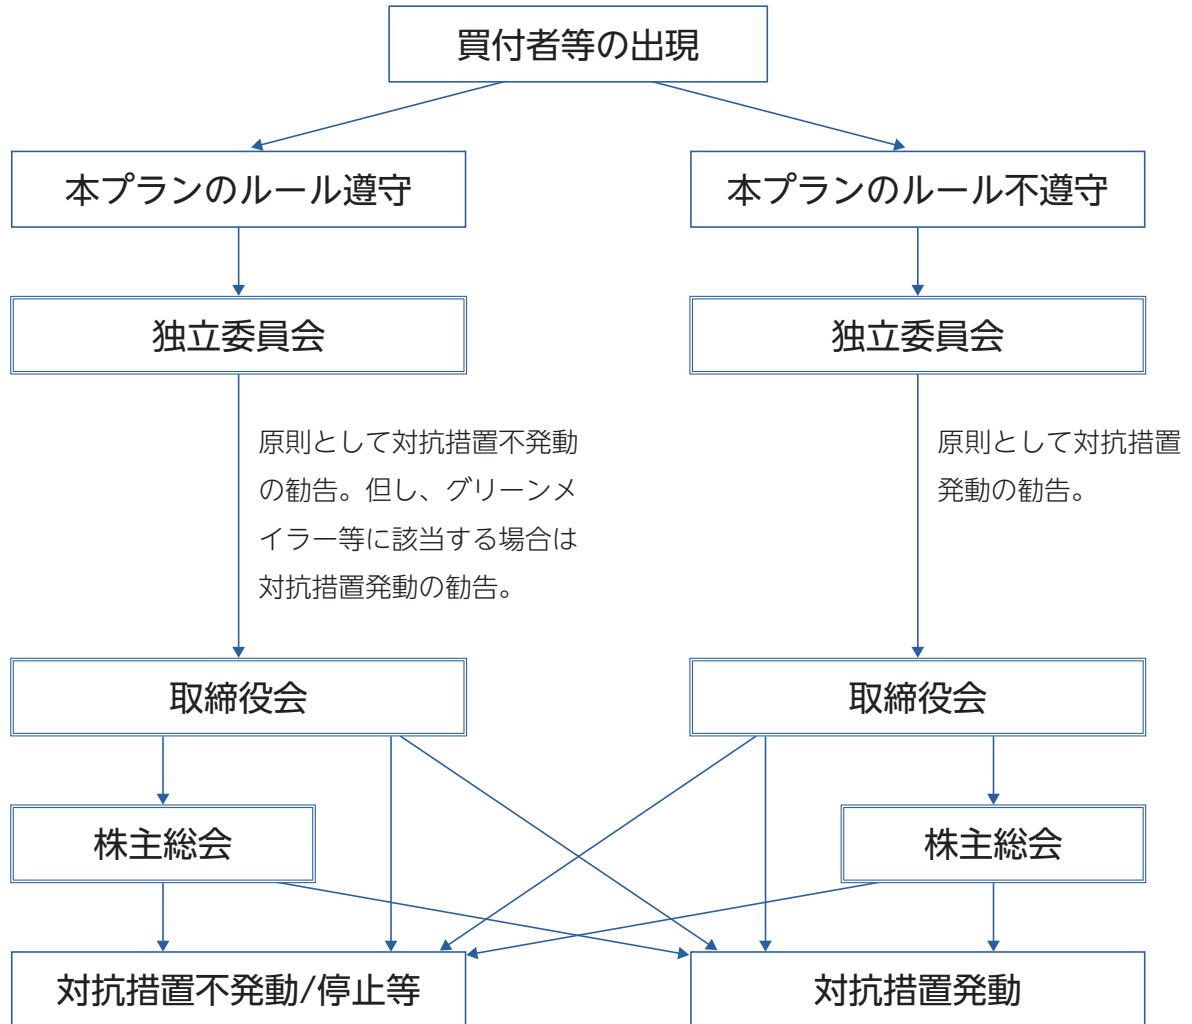 買付者等の出現
本プランのルール遵守
本プランのルール不遵守
独立委員会
独立委員会
原則として対抗措置不発動
の勧告。但し、グリーンメ
イラー等に該当する場合は
対抗措置発動の勧告。
原則として対抗措置
発動の勧告。
取締役会
取締役会
株主総会
株主総会
対抗措置不発動/停止等
対抗措置発動